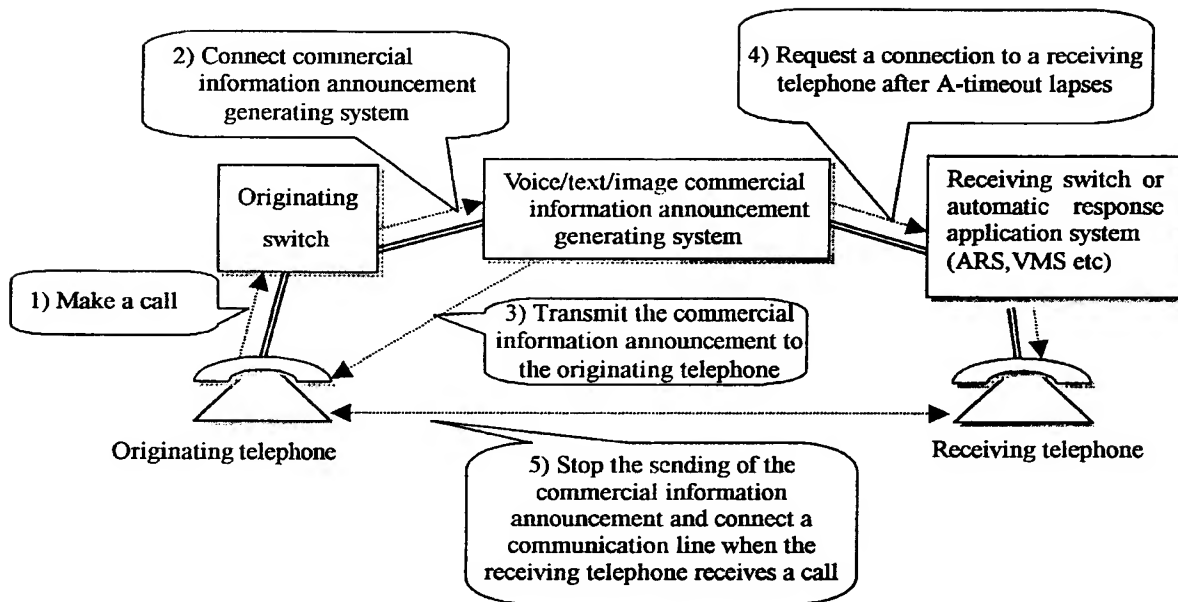 2) Connect commercial
information announcement
generating system
4) Request a connection to a receiving
telephone after A-timeout lapses
Originating
switch
Voice/text/image commercial
information announcement
generating system
Receiving switch or
automatic response
application system
(ARS,VMS etc)
1) Make a call
3) Transmit the commercial
information announcement to
the originating telephone
Originating telephone
Receiving telephone
5) Stop the sending of the
commercial information
announcement and connect a
communication line when the
receiving telephone receives a call